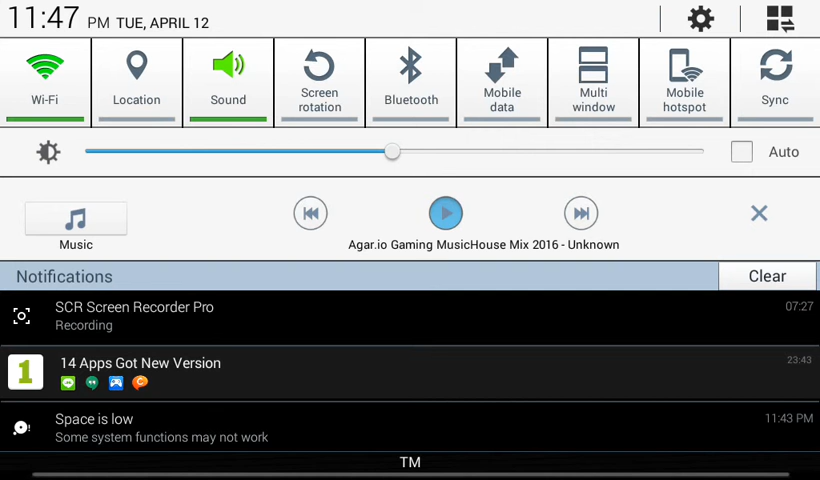 11:47 PM TUE, APRIL 12
Wi-Fi
Location
Sound
Screen
rotation
Bluetooth
Mobile
data
Multi
window
Mobile
hotspot
Sync
Auto
Music
Agar.io Gaming MusicHouse Mix 2016 - Unknown
Notifications
Clear
SCR Screen Recorder Pro
07:27
Recording
1
14 Apps Got New Version
23:43
Space is low
11:43 PM
Some system functions may not work
TM